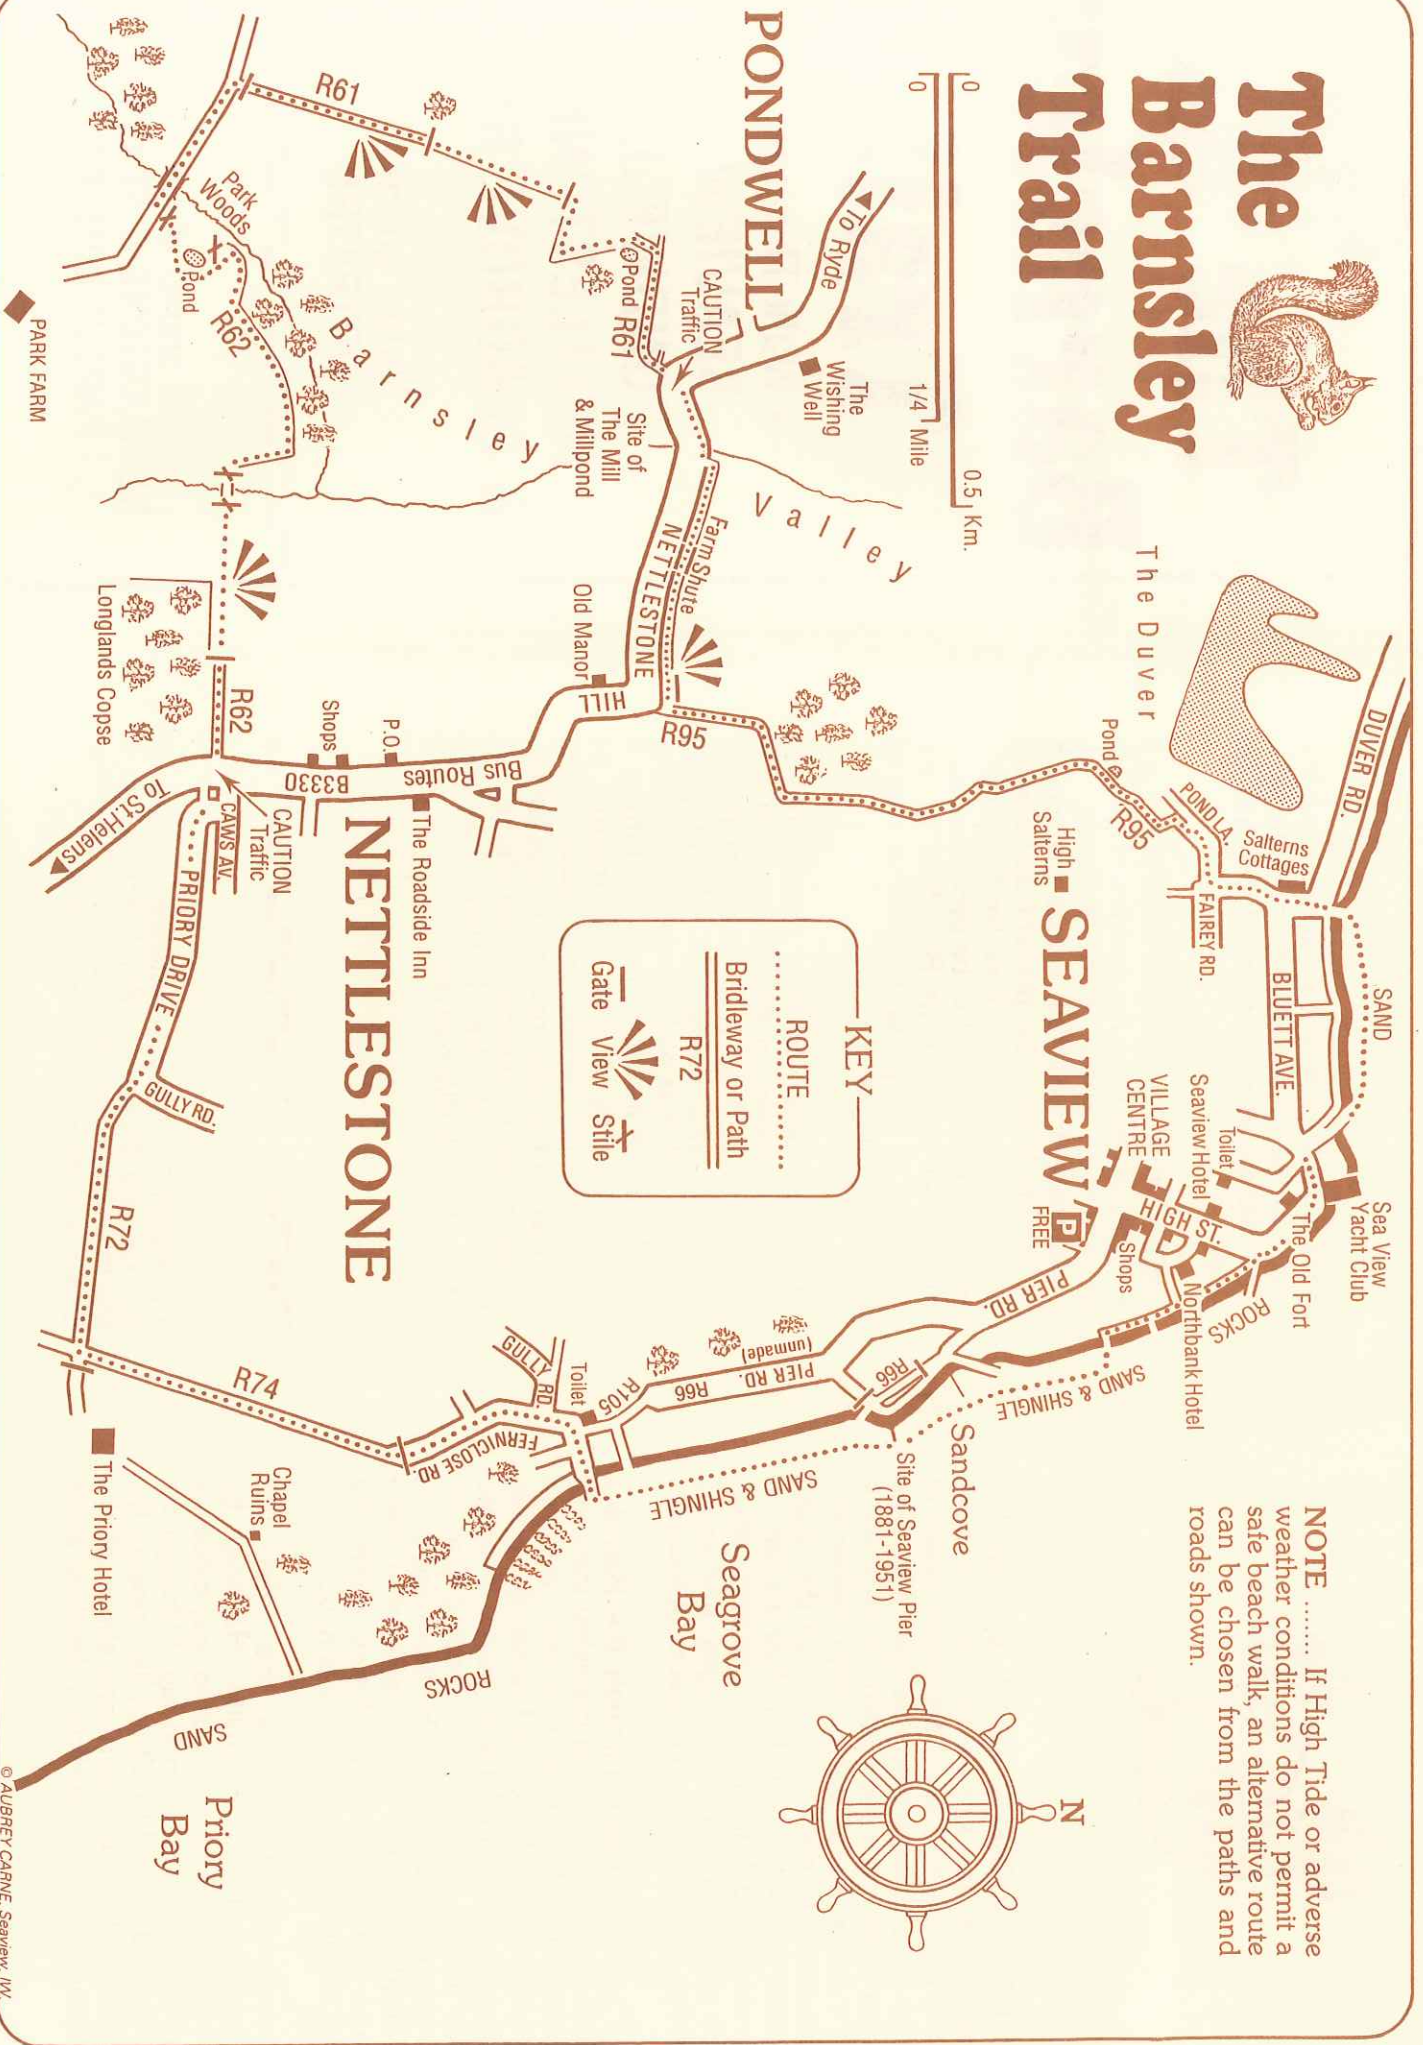 The
Barnsley
Trail
0
0
1/4 Mile
0.5 Km.
NOTE ....... If High Tide or adverse
weather conditions do not permit a
safe beach walk, an alternative route
can be chosen from the paths and
roads shown.
N
PONDWELL
To Ryde
The
Wishing
Well
CAUTION
Traffic
Pond
R61
R61
Site of
The Mill
& Millpond
Barnsley
Valley
Farm Shute
NETTLESTONE
HILL
Old Manor
R95
The Duver
DUVER RD.
Pond
R95
POND LA.
Salterns
Cottages
FAIREY RD.
High
Salterns
SEAVIEW
BLUETT AVE.
SAND
Sea View
Yacht Club
The Old Fort
Toilet
Seaview Hotel
VILLAGE
CENTRE
HIGH ST.
Shops
P
FREE
Northbank Hotel
ROCKS
PIER RD.
SAND & SHINGLE
Sandcove
Site of Seaview Pier
(1881-1951)
R66
PIER RD.
(unmade)
R66
R105
Toilet
GULLY RD.
FERNICLOSE RD.
SAND & SHINGLE
Seagrove
Bay
KEY
ROUTE
Bridleway or Path
R72
Gate
View
Stile
Park
Woods
Pond
R62
PARK FARM
Longlands Copse
R62
Shops
P.O.
B3330
Bus Routes
The Roadside Inn
NETTLESTONE
CAUTION
Traffic
CAWS AV.
To St. Helens
PRIORY DRIVE
GULLY RD.
R72
R74
The Priory Hotel
Chapel
Ruins
ROCKS
SAND
Priory
Bay
© AUBREY CARNE, Seaview, IW.